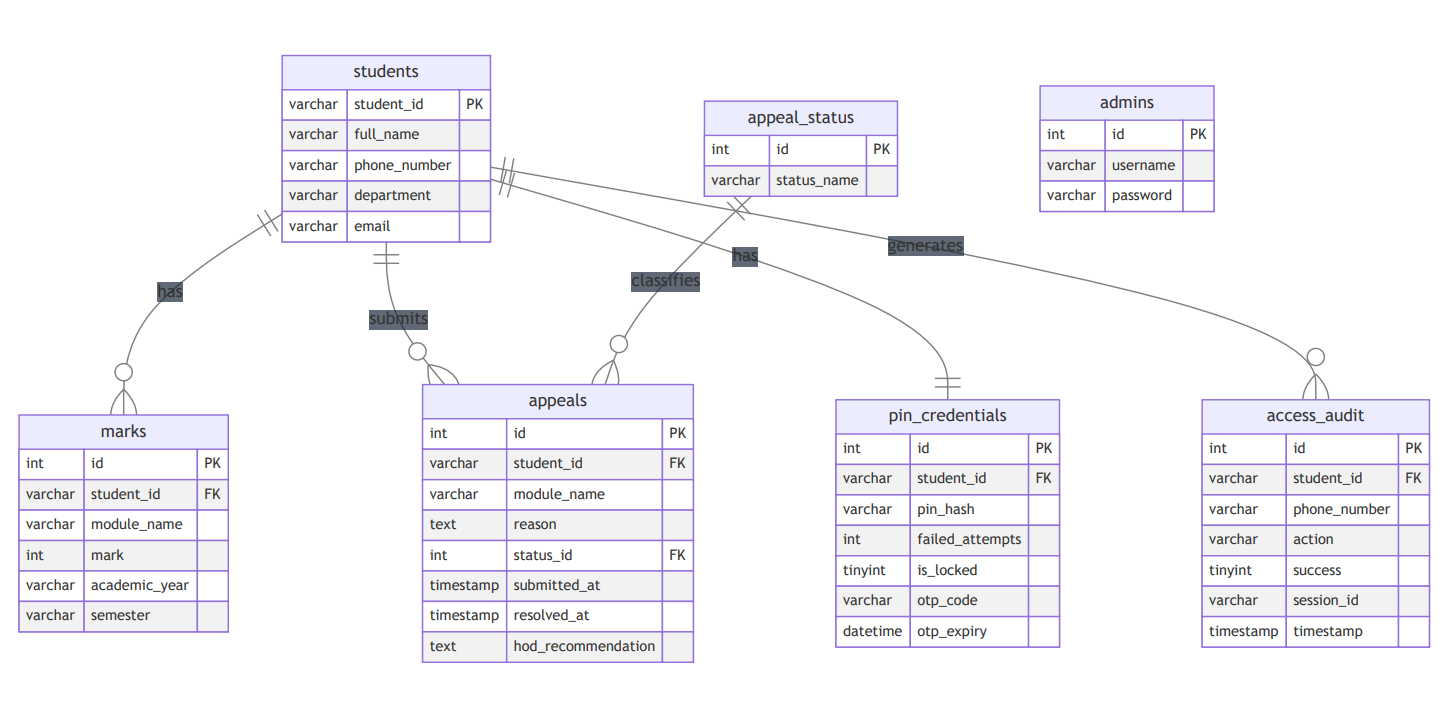 students
varchar student_id PK
varchar full_name
varchar phone_number
varchar department
varchar email
appeal_status
int id PK
varchar status_name
admins
int id PK
varchar username
varchar password
has
submits
classifies
has
generates
marks
int id PK
varchar student_id FK
varchar module_name
int mark
varchar academic_year
varchar semester
appeals
int id PK
varchar student_id FK
varchar module_name
text reason
int status_id FK
timestamp submitted_at
timestamp resolved_at
text hod_recommendation
pin_credentials
int id PK
varchar student_id FK
varchar pin_hash
int failed_attempts
tinyint is_locked
varchar otp_code
datetime otp_expiry
access_audit
int id PK
varchar student_id FK
varchar phone_number
varchar action
tinyint success
varchar session_id
timestamp timestamp